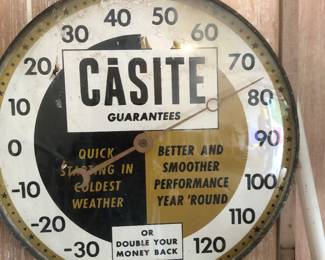 CĀSITE
GUARANTEES
QUICK
STARTING IN
COLDEST
WEATHER
BETTER AND
SMOOTHER
PERFORMANCE
YEAR 'ROUND
OR
DOUBLE YOUR
MONEY BACK
-30
-20
-10
0
10
20
30
40
50
60
70
80
90
100
110
120